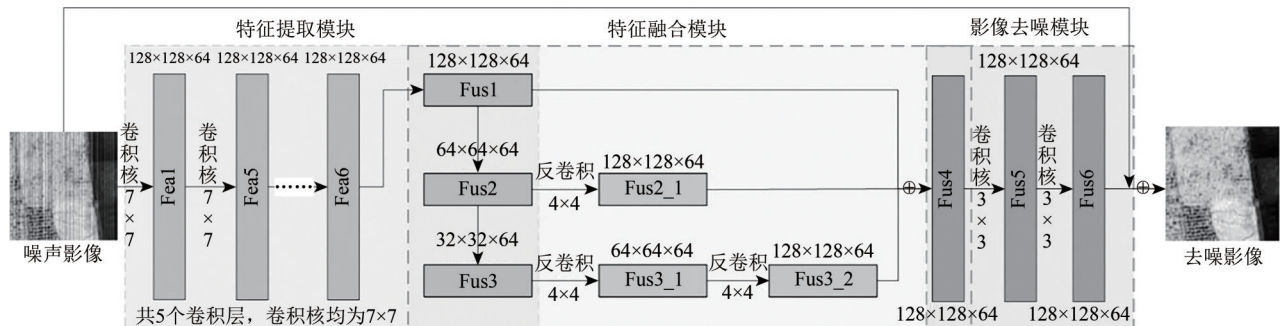 特征提取模块
特征融合模块
影像去噪模块
128×128×64
128×128×64
128×128×64
128×128×64
128×128×64
Fea1
Fea5
Fea6
Fus1
Fus2
Fus2_1
Fus3
Fus3_1
Fus3_2
Fus4
Fus5
Fus6
卷积核7×7
卷积核7×7
64×64×64
反卷积
4×4
128×128×64
32×32×64
反卷积
4×4
64×64×64
反卷积
4×4
128×128×64
卷积核3×3
卷积核3×3
噪声影像
去噪影像
共5个卷积层，卷积核均为7×7
128×128×64
128×128×64